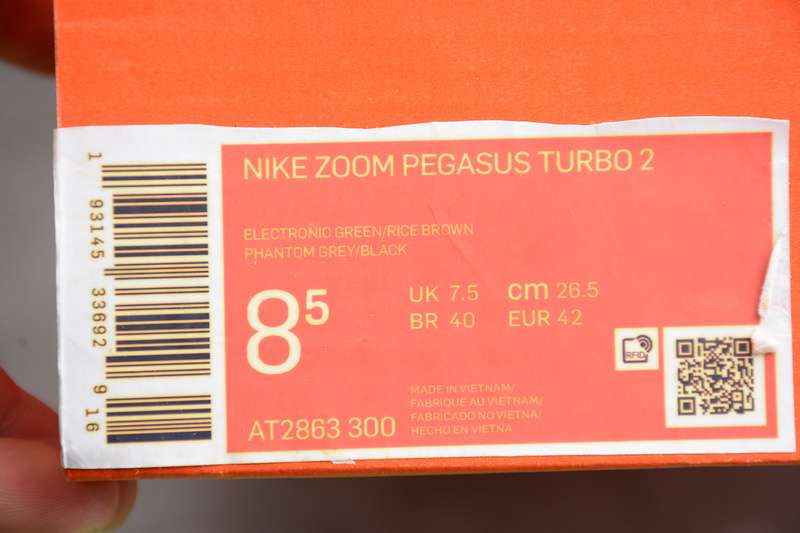 NIKE ZOOM PEGASUS TURBO 2
ELECTRONIC GREEN/RICE BROWN
PHANTOM GREY/BLACK
8 5
UK 7.5 cm 26.5
BR 40 EUR 42
RFID
MADE IN VIETNAM/
FABRIQUE AU VIETNAM/
FABRICADO NO VIETNA/
HECHO EN VIETNA
AT2863 300
1 93145 33692 9 16